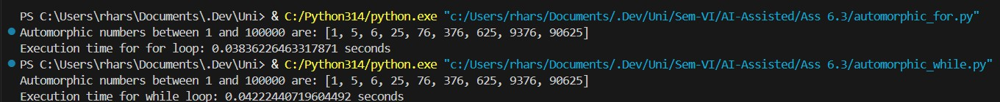 PS C:\Users\rhars\Documents\.Dev\Uni> & C:/Python314/python.exe "c:/Users/rhars/Documents/.Dev/Uni/Sem-VI/AI-Assisted/Ass 6.3/automorphic_for.py"
Automorphic numbers between 1 and 100000 are: [1, 5, 6, 25, 76, 376, 625, 9376, 90625]
Execution time for for loop: 0.03836226463317871 seconds
PS C:\Users\rhars\Documents\.Dev\Uni> & C:/Python314/python.exe "c:/Users/rhars/Documents/.Dev/Uni/Sem-VI/AI-Assisted/Ass 6.3/automorphic_while.py"
Automorphic numbers between 1 and 100000 are: [1, 5, 6, 25, 76, 376, 625, 9376, 90625]
Execution time for while loop: 0.04222440719604492 seconds